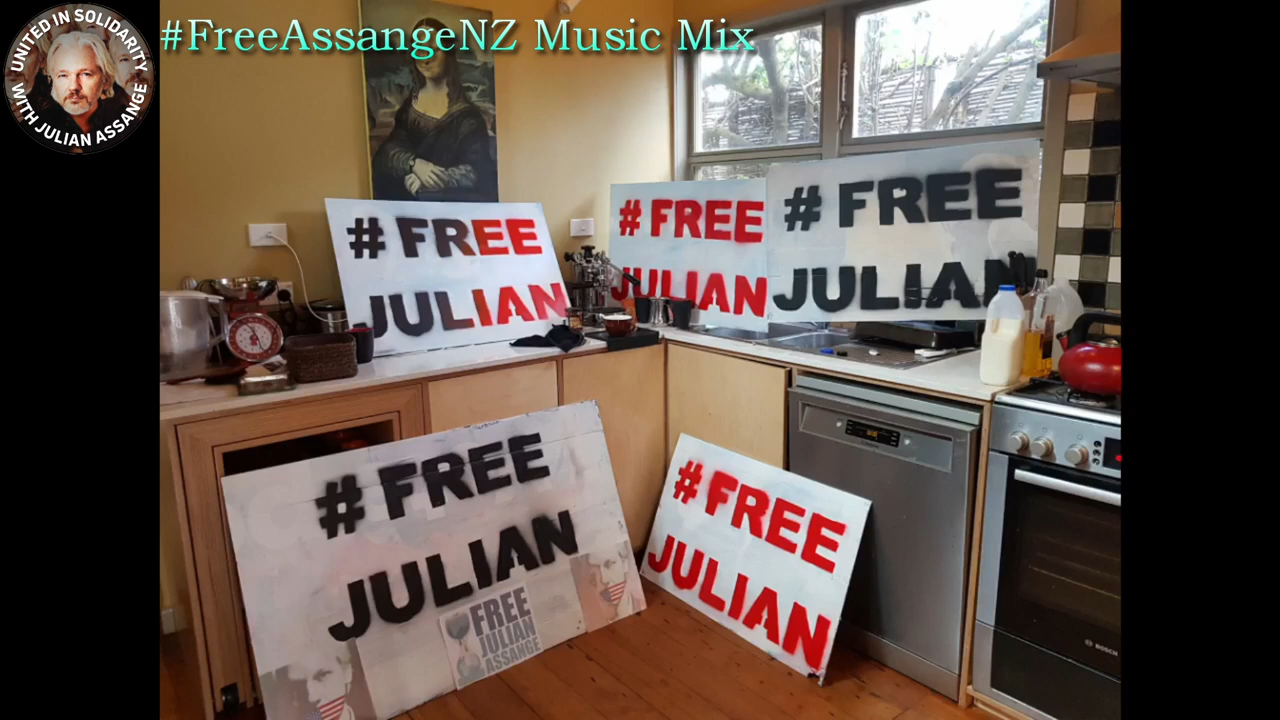 UNITED IN SOLIDARITY
WITH JULIAN ASSANGE
#FreeAssangeNZ Music Mix
# FREE
JULIAN
# FREE
JULIAN
# FREE
JULIAN
# FREE
JULIAN
FREE
JULIAN
ASSANGE
# FREE
JULIAN
BOSCH